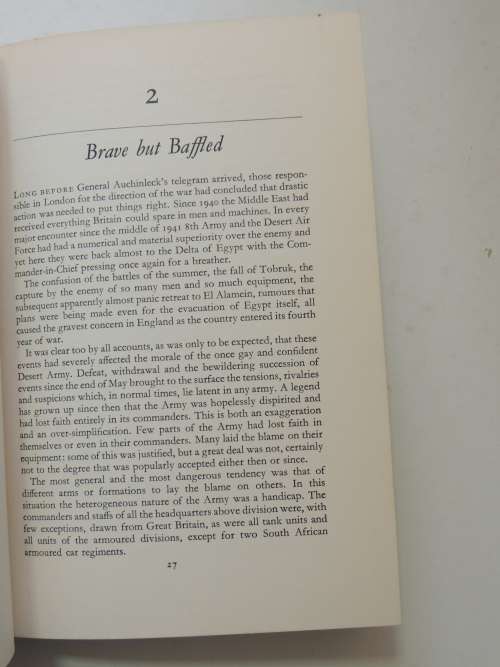 2
Brave but Baffled
LONG BEFORE General Auchinleck's telegram arrived, those respon-
sible in London for the direction of the war had concluded that drastic
action was needed to put things right. Since 1940 the Middle East had
received everything Britain could spare in men and machines. In every
major encounter since the middle of 1941 8th Army and the Desert Air
Force had had a numerical and material superiority over the enemy and
yet here they were back almost to the Delta of Egypt with the Com-
mander-in-Chief pressing once again for a breather.
The confusion of the battles of the summer, the fall of Tobruk, the
capture by the enemy of so many men and so much equipment, the
subsequent apparently almost panic retreat to El Alamein, rumours that
plans were being made even for the evacuation of Egypt itself, all
caused the gravest concern in England as the country entered its fourth
year of war.
It was clear too by all accounts, as was only to be expected, that these
events had severely affected the morale of the once gay and confident
Desert Army. Defeat, withdrawal and the bewildering succession of
events since the end of May brought to the surface the tensions, rivalries
and suspicions which, in normal times, lie latent in any army. A legend
has grown up since then that the Army was hopelessly dispirited and
had lost faith entirely in its commanders. This is both an exaggeration
and an over-simplification. Few parts of the Army had lost faith in
themselves or even in their commanders. Many laid the blame on their
equipment: some of this was justified, but a great deal was not, certainly
not to the degree that was popularly accepted either then or since.
The most general and the most dangerous tendency was that of
different arms or formations to lay the blame on others. In this
situation the heterogeneous nature of the Army was a handicap. The
commanders and staffs of all the headquarters above division were, with
few exceptions, drawn from Great Britain, as were all tank units and
all units of the armoured divisions, except for two South African
armoured car regiments.
27